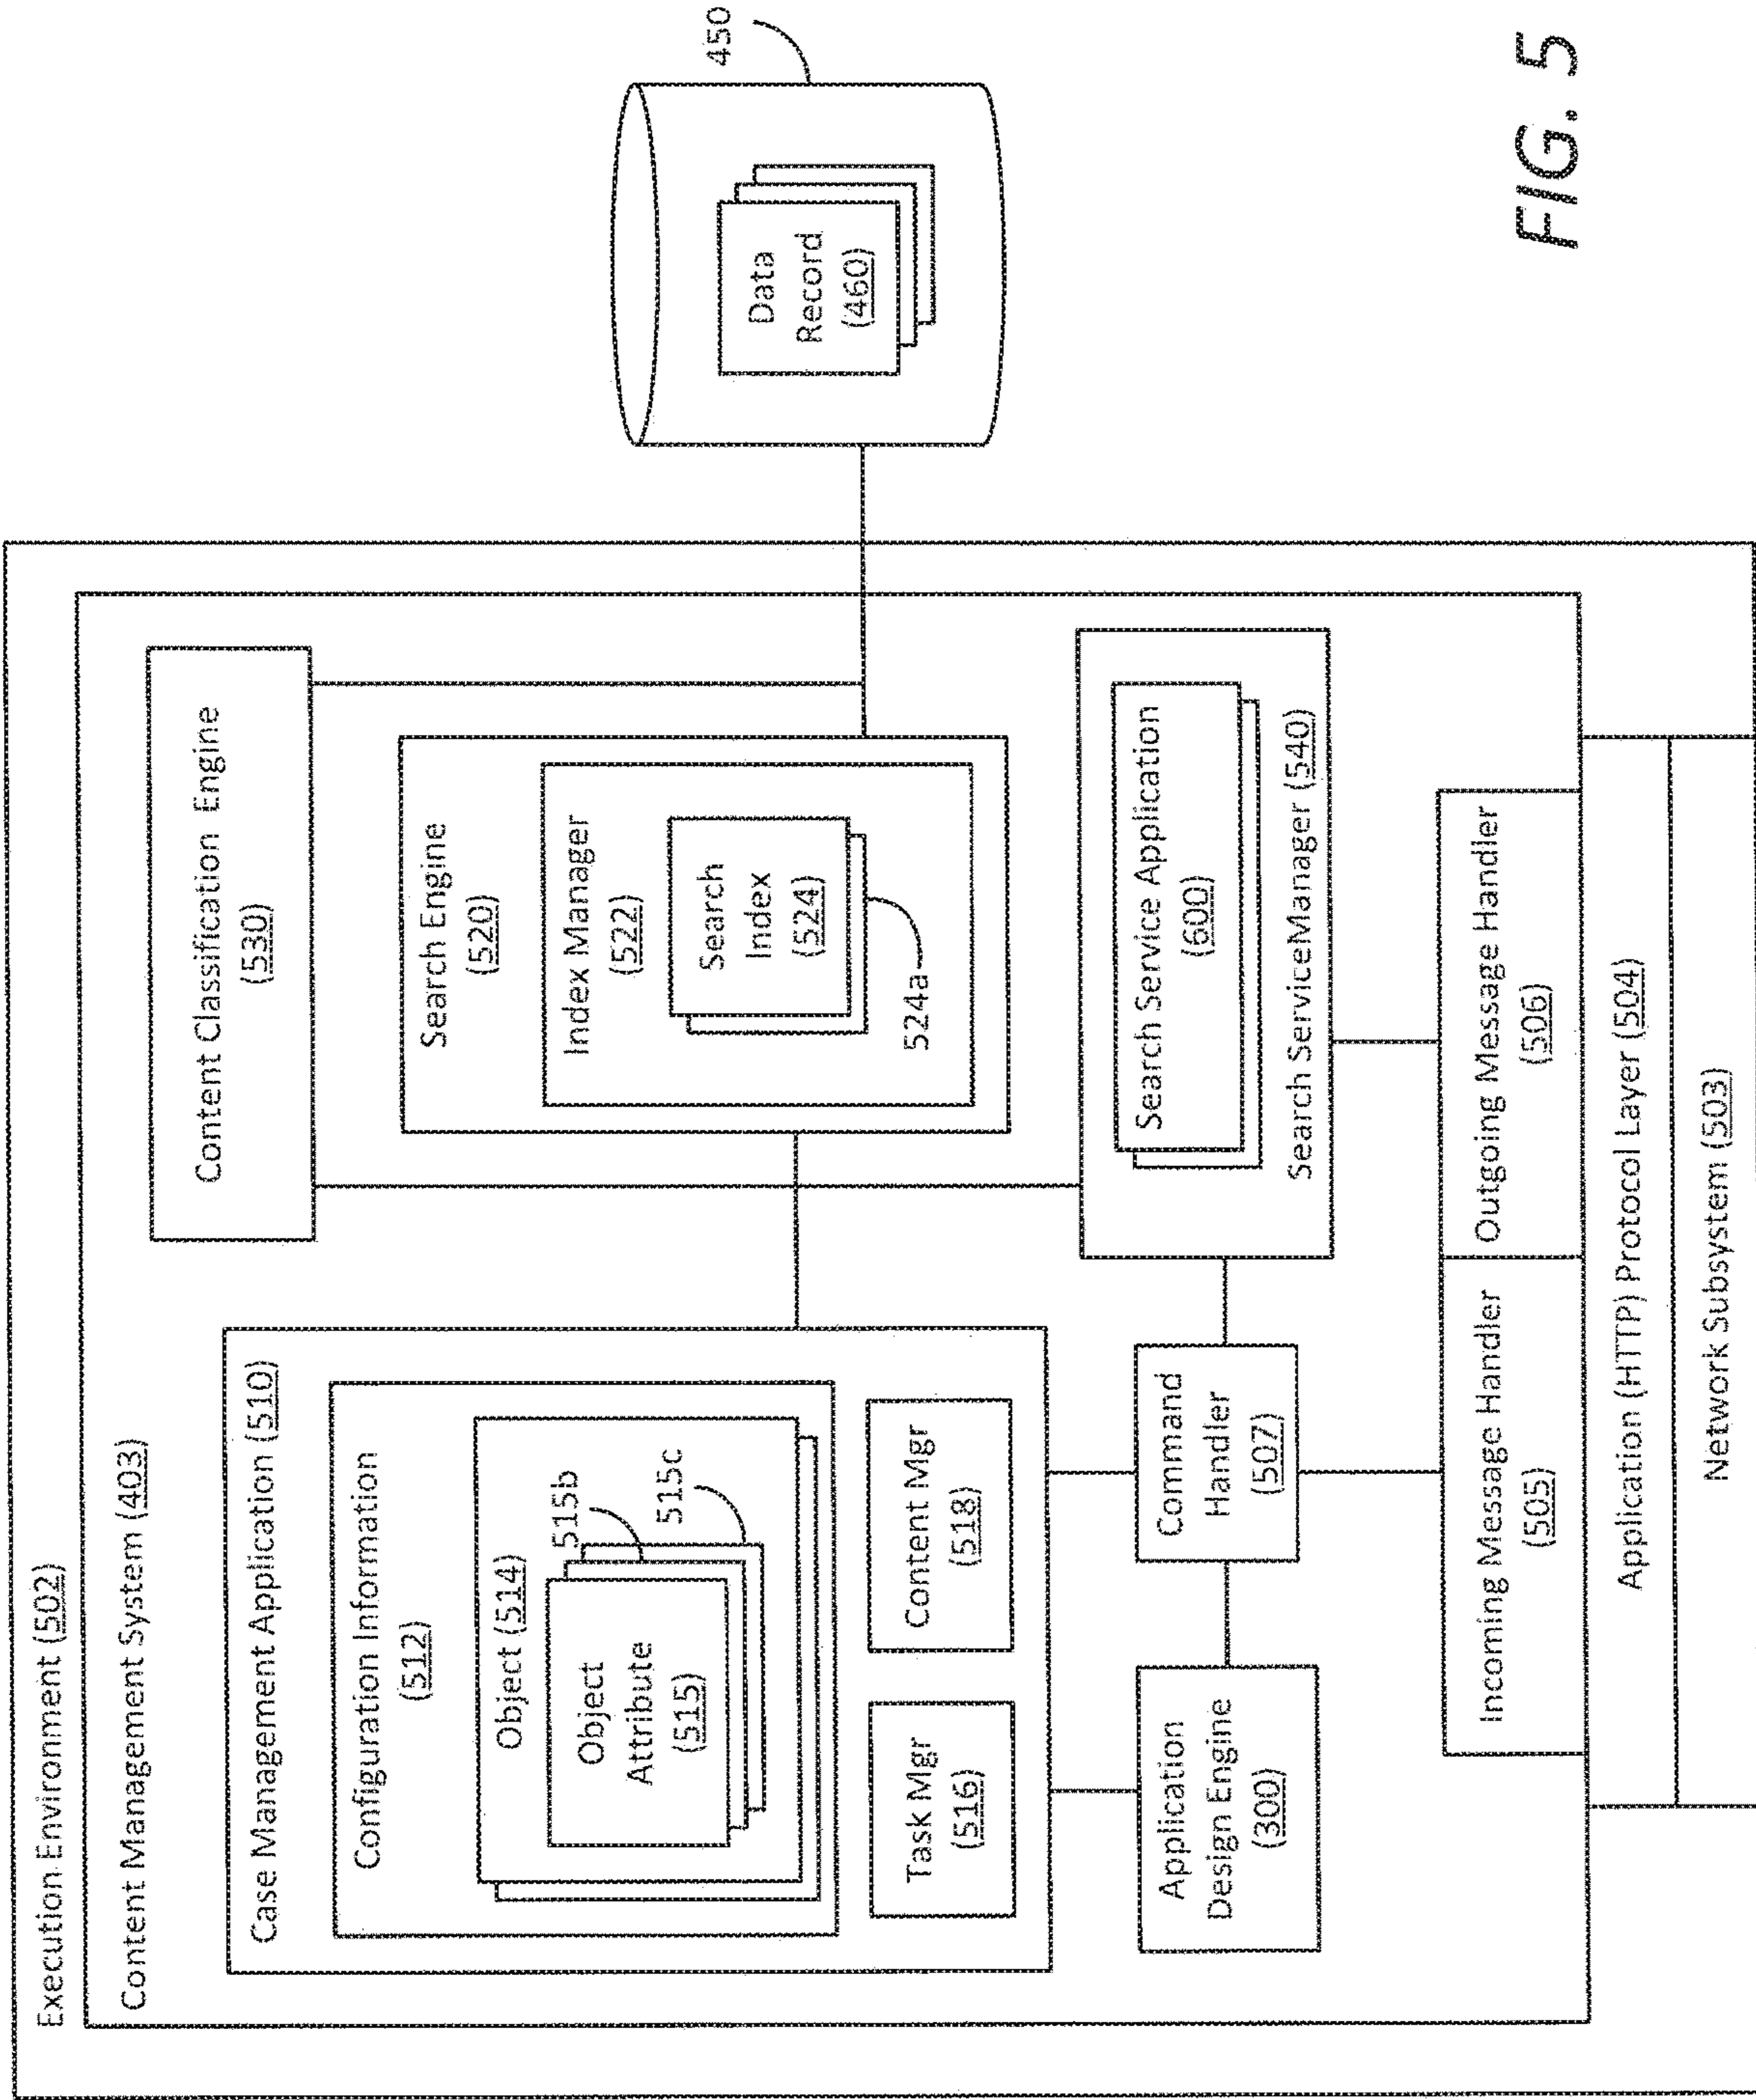 Execution Environment (502)
Content Management System (403)
Case Management Application (510)
Configuration Information
(512)
Object (514)
515b
515c
Object
Attribute
(515)
Task Mgr
(516)
Content Mgr
(518)
Content Classification Engine
(530)
Search Engine
(520)
Index Manager
(522)
Search
Index
(524)
524a
450
Data
Record
(460)
Application
Design Engine
(300)
Command
Handler
(507)
Search Service Application
(600)
Search ServiceManager (540)
Incoming Message Handler
(505)
Outgoing Message Handler
(506)
Application (HTTP) Protocol Layer (504)
Network Subsystem (503)
FIG. 5